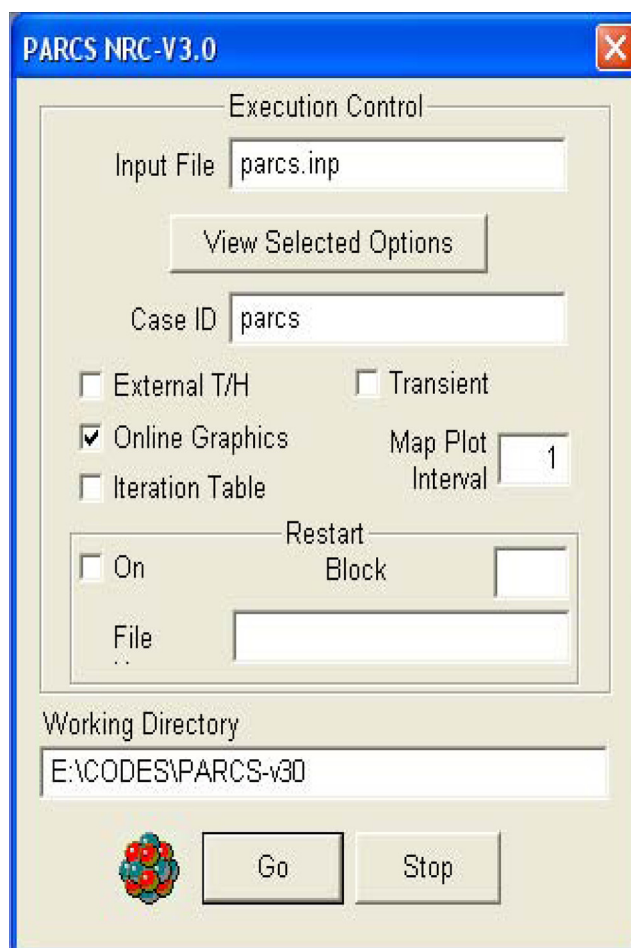 PARCS NRC-V3.0
Execution Control
Input File parcs.inp
View Selected Options
Case ID parcs
External T/H Transient
Online Graphics Map Plot
Interval 1
Iteration Table
Restart
On Block
File
Working Directory
E:\CODES\PARCS-v30
Go Stop